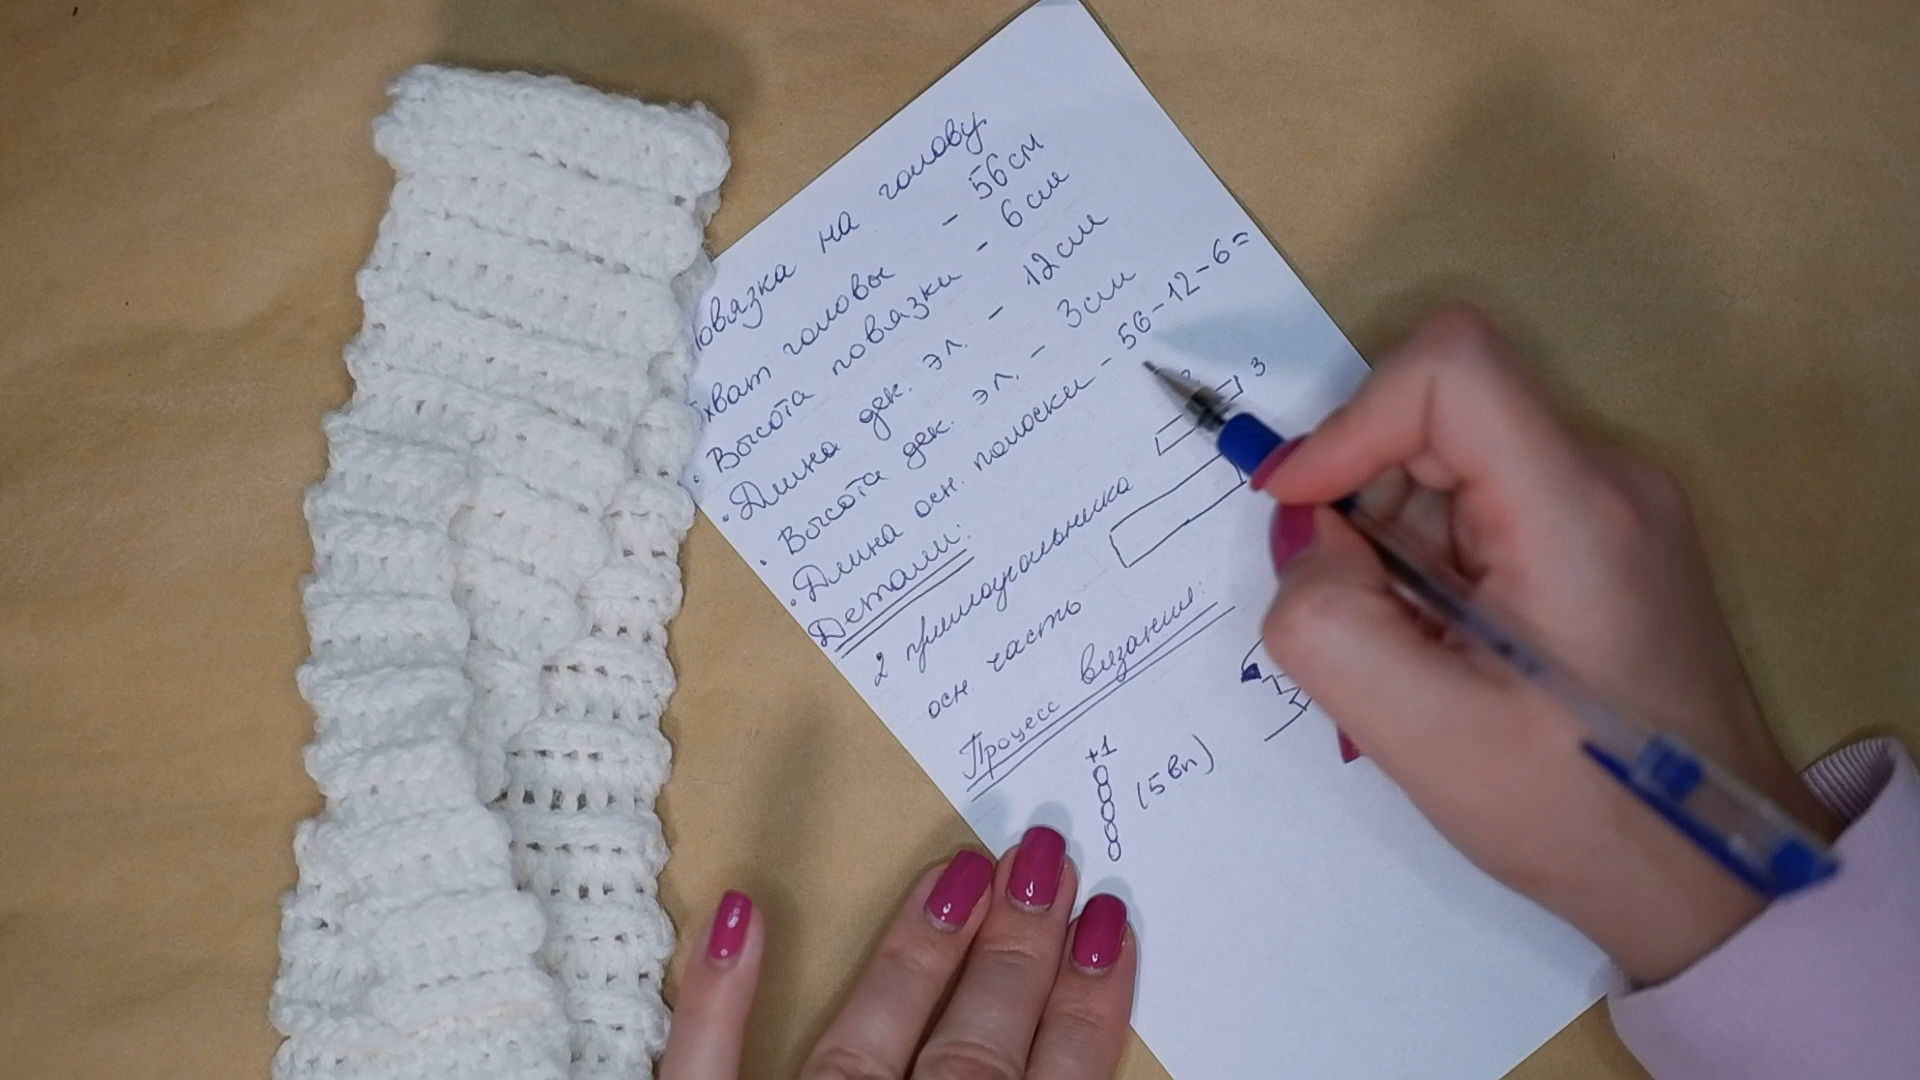 Повязка на голову
Обхват головы - 56 см
• Высота повязки - 6 см
• Длина дек. эл. - 12 см
• Высота дек. эл. - 3 см
• Длина осн. полоски - 56-12-6=
Детали:
2 прямоугольника
3
осн. часть
Процесс вязания:
+1
(5 вп)